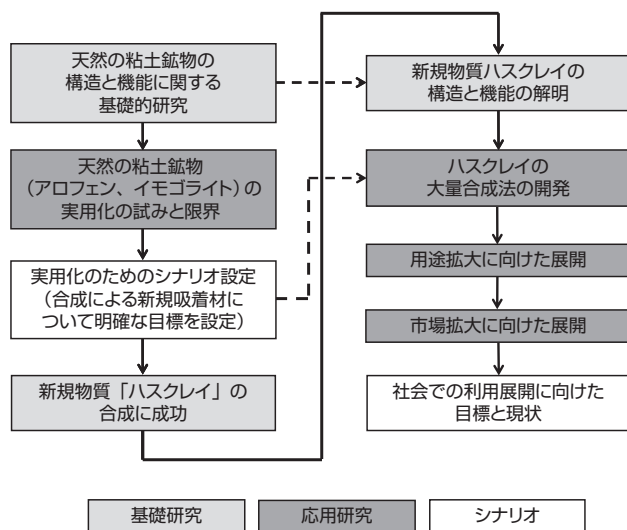 天然の粘土鉱物の
構造と機能に関する
基礎的研究
天然の粘土鉱物
（アロフェン、イモゴライト）の
実用化の試みと限界
実用化のためのシナリオ設定
（合成による新規吸着材に
ついて明確な目標を設定）
新規物質「ハスクレイ」の
合成に成功
新規物質ハスクレイの
構造と機能の解明
ハスクレイの
大量合成法の開発
用途拡大に向けた展開
市場拡大に向けた展開
社会での利用展開に向けた
目標と現状
基礎研究
応用研究
シナリオ